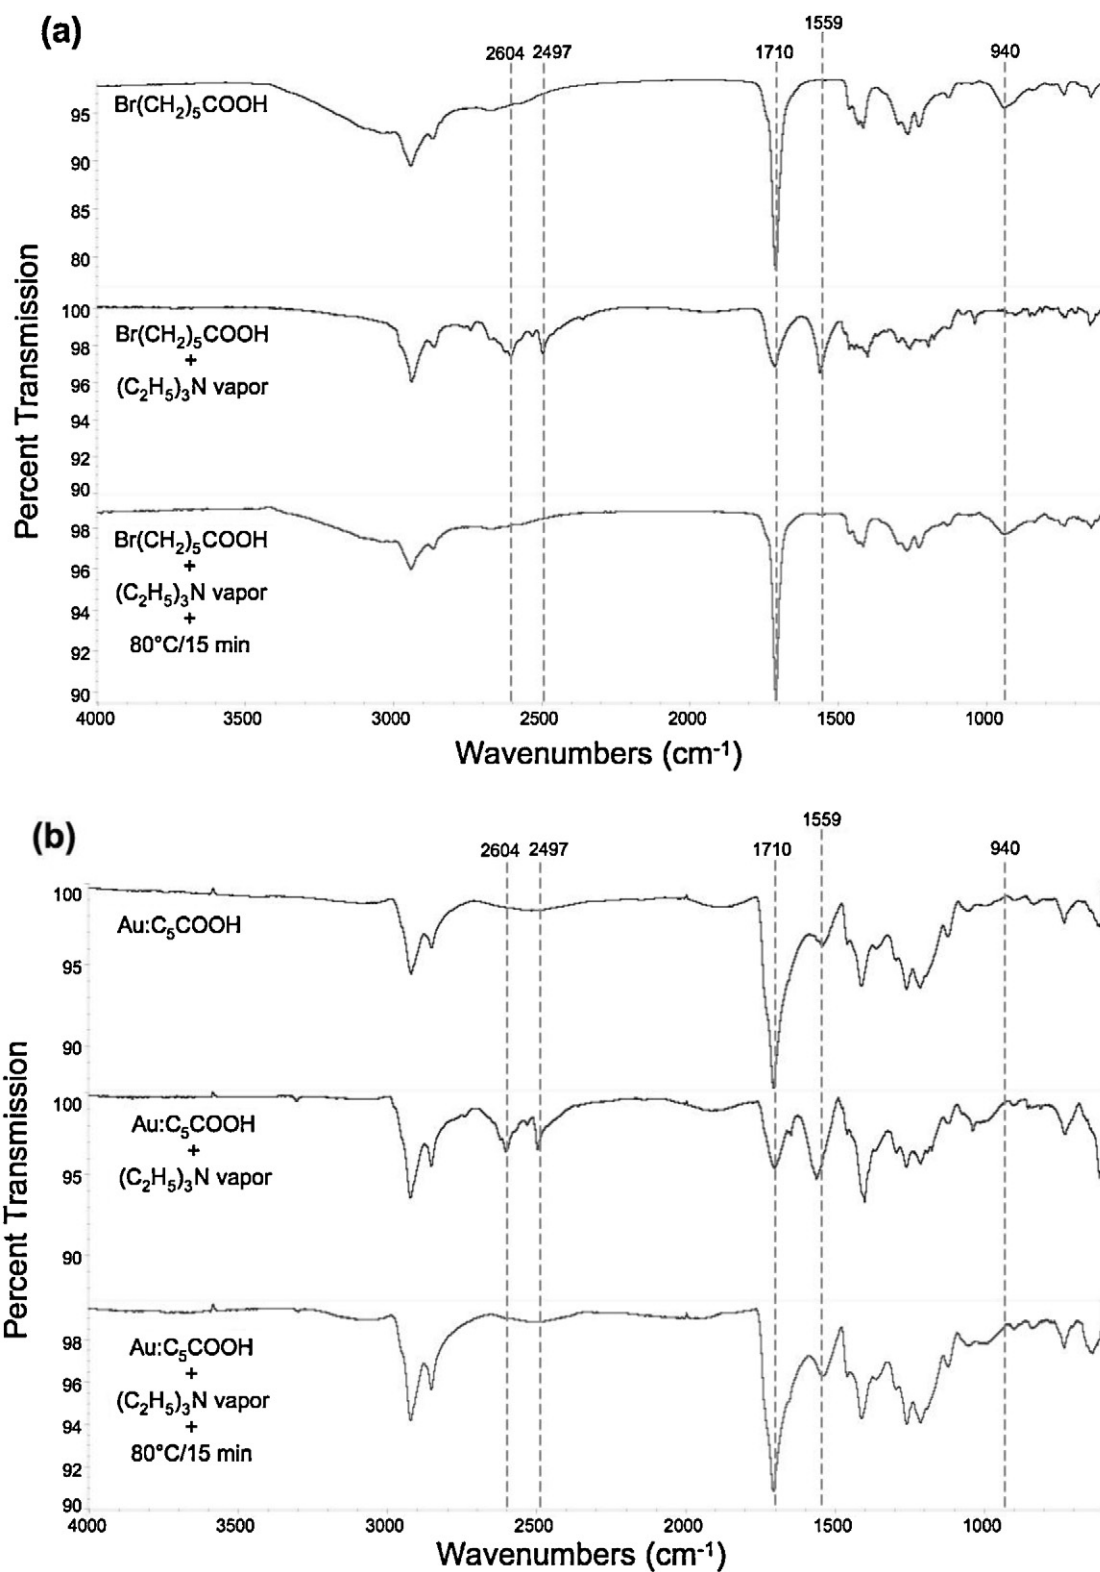 (a)
1559
2604 2497 1710 940
Br(CH₂)₅COOH
95
90
85
80
100
Br(CH₂)₅COOH
+
(C₂H₅)₃N vapor
98
96
94
92
90
98
Br(CH₂)₅COOH
+
(C₂H₅)₃N vapor
+
80°C/15 min
96
94
92
90
Percent Transmission
4000 3500 3000 2500 2000 1500 1000
Wavenumbers (cm⁻¹)
(b)
1559
2604 2497 1710 940
100
Au:C₅COOH
95
90
100
Au:C₅COOH
+
(C₂H₅)₃N vapor
95
90
98
Au:C₅COOH
+
(C₂H₅)₃N vapor
+
80°C/15 min
96
94
92
90
Percent Transmission
4000 3500 3000 2500 2000 1500 1000
Wavenumbers (cm⁻¹)